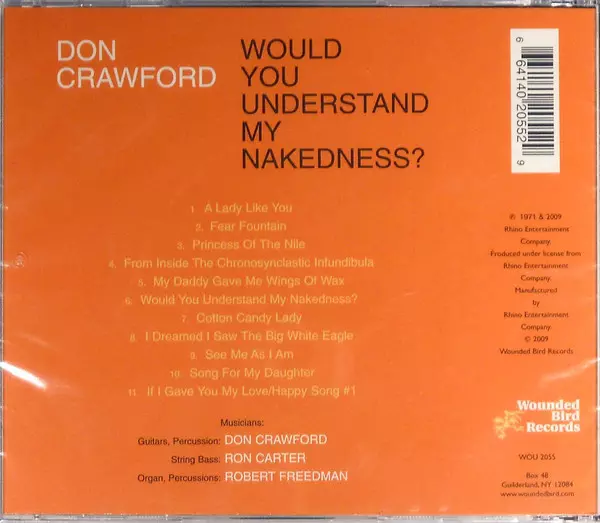 DON
CRAWFORD
WOULD
YOU
UNDERSTAND
MY
NAKEDNESS?
6 64140 20552 9
1. A Lady Like You
2. Fear Fountain
3. Princess Of The Nile
4. From Inside The Chronosynclastic Infundibula
5. My Daddy Gave Me Wings Of Wax
6. Would You Understand My Nakedness?
7. Cotton Candy Lady
8. I Dreamed I Saw The Big White Eagle
9. See Me As I Am
10. Song For My Daughter
11. If I Gave You My Love/Happy Song #1
Musicians:
Guitars, Percussion: DON CRAWFORD
String Bass: RON CARTER
Organ, Percussions: ROBERT FREEDMAN
℗ 1971 & 2009
Rhino Entertainment
Company.
Produced under license from
Rhino Entertainment
Company.
Manufactured
by
Rhino Entertainment
Company.
© 2009
Wounded Bird Records
Wounded
Bird
Records
WOU 2055
Box 48
Guilderland, NY 12084
www.woundedbird.com